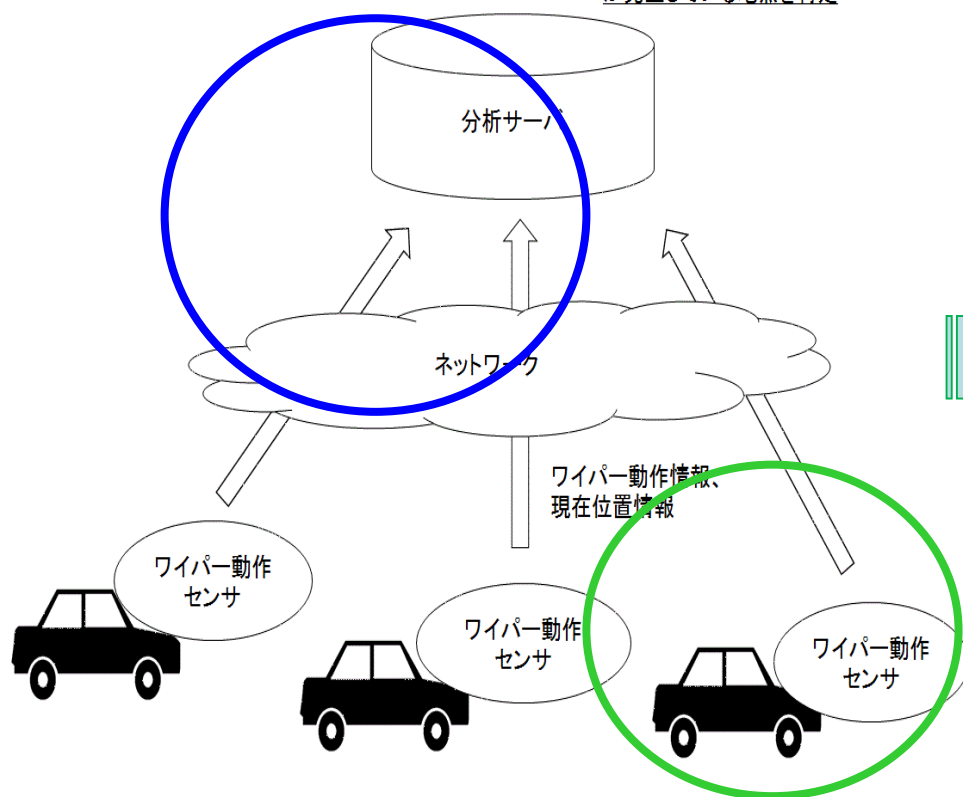 分析サーバ
ネットワーク
ワイパー動作情報、
現在位置情報
ワイパー動作
センサ
ワイパー動作
センサ
ワイパー動作
センサ